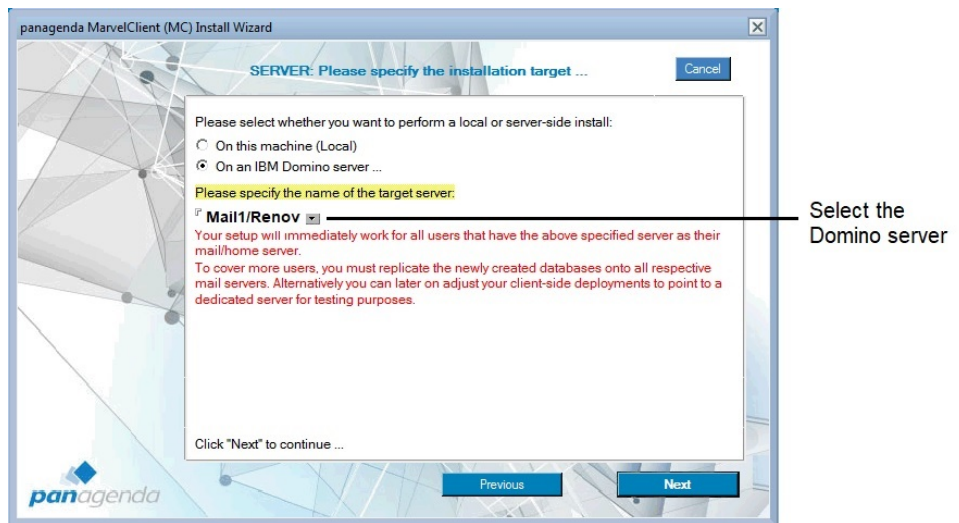 panagenda MarvelClient (MC) Install Wizard
SERVER: Please specify the installation target ...
Cancel
Please select whether you want to perform a local or server-side install:
On this machine (Local)
On an IBM Domino server ...
Please specify the name of the target server:
Mail1/Renov
Select the
Domino server
Your setup will immediately work for all users that have the above specified server as their
mail/home server.
To cover more users, you must replicate the newly created databases onto all respective
mail servers. Alternatively you can later on adjust your client-side deployments to point to a
dedicated server for testing purposes.
Click "Next" to continue ...
panagenda
Previous
Next